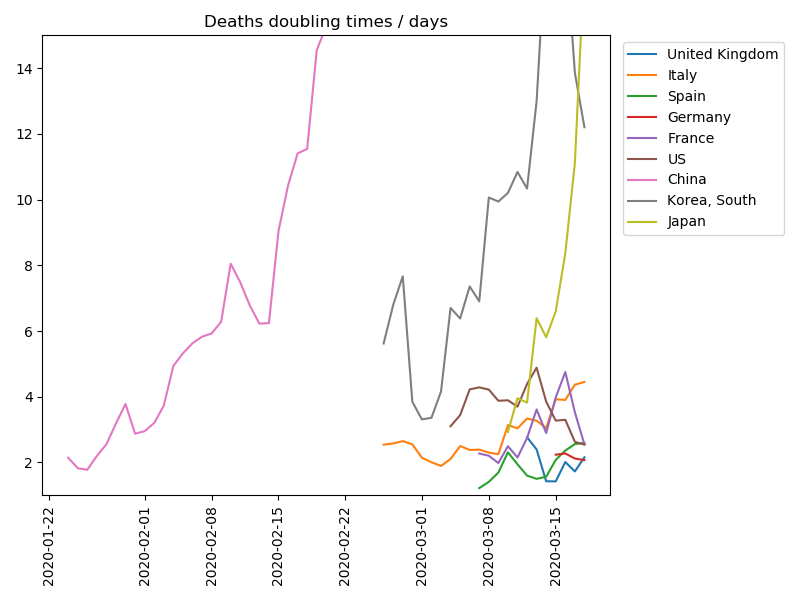 Deaths doubling times / days
14
12
10
8
6
4
2
2020-01-22
2020-02-01
2020-02-08
2020-02-15
2020-02-22
2020-03-01
2020-03-08
2020-03-15
United Kingdom
Italy
Spain
Germany
France
US
China
Korea, South
Japan